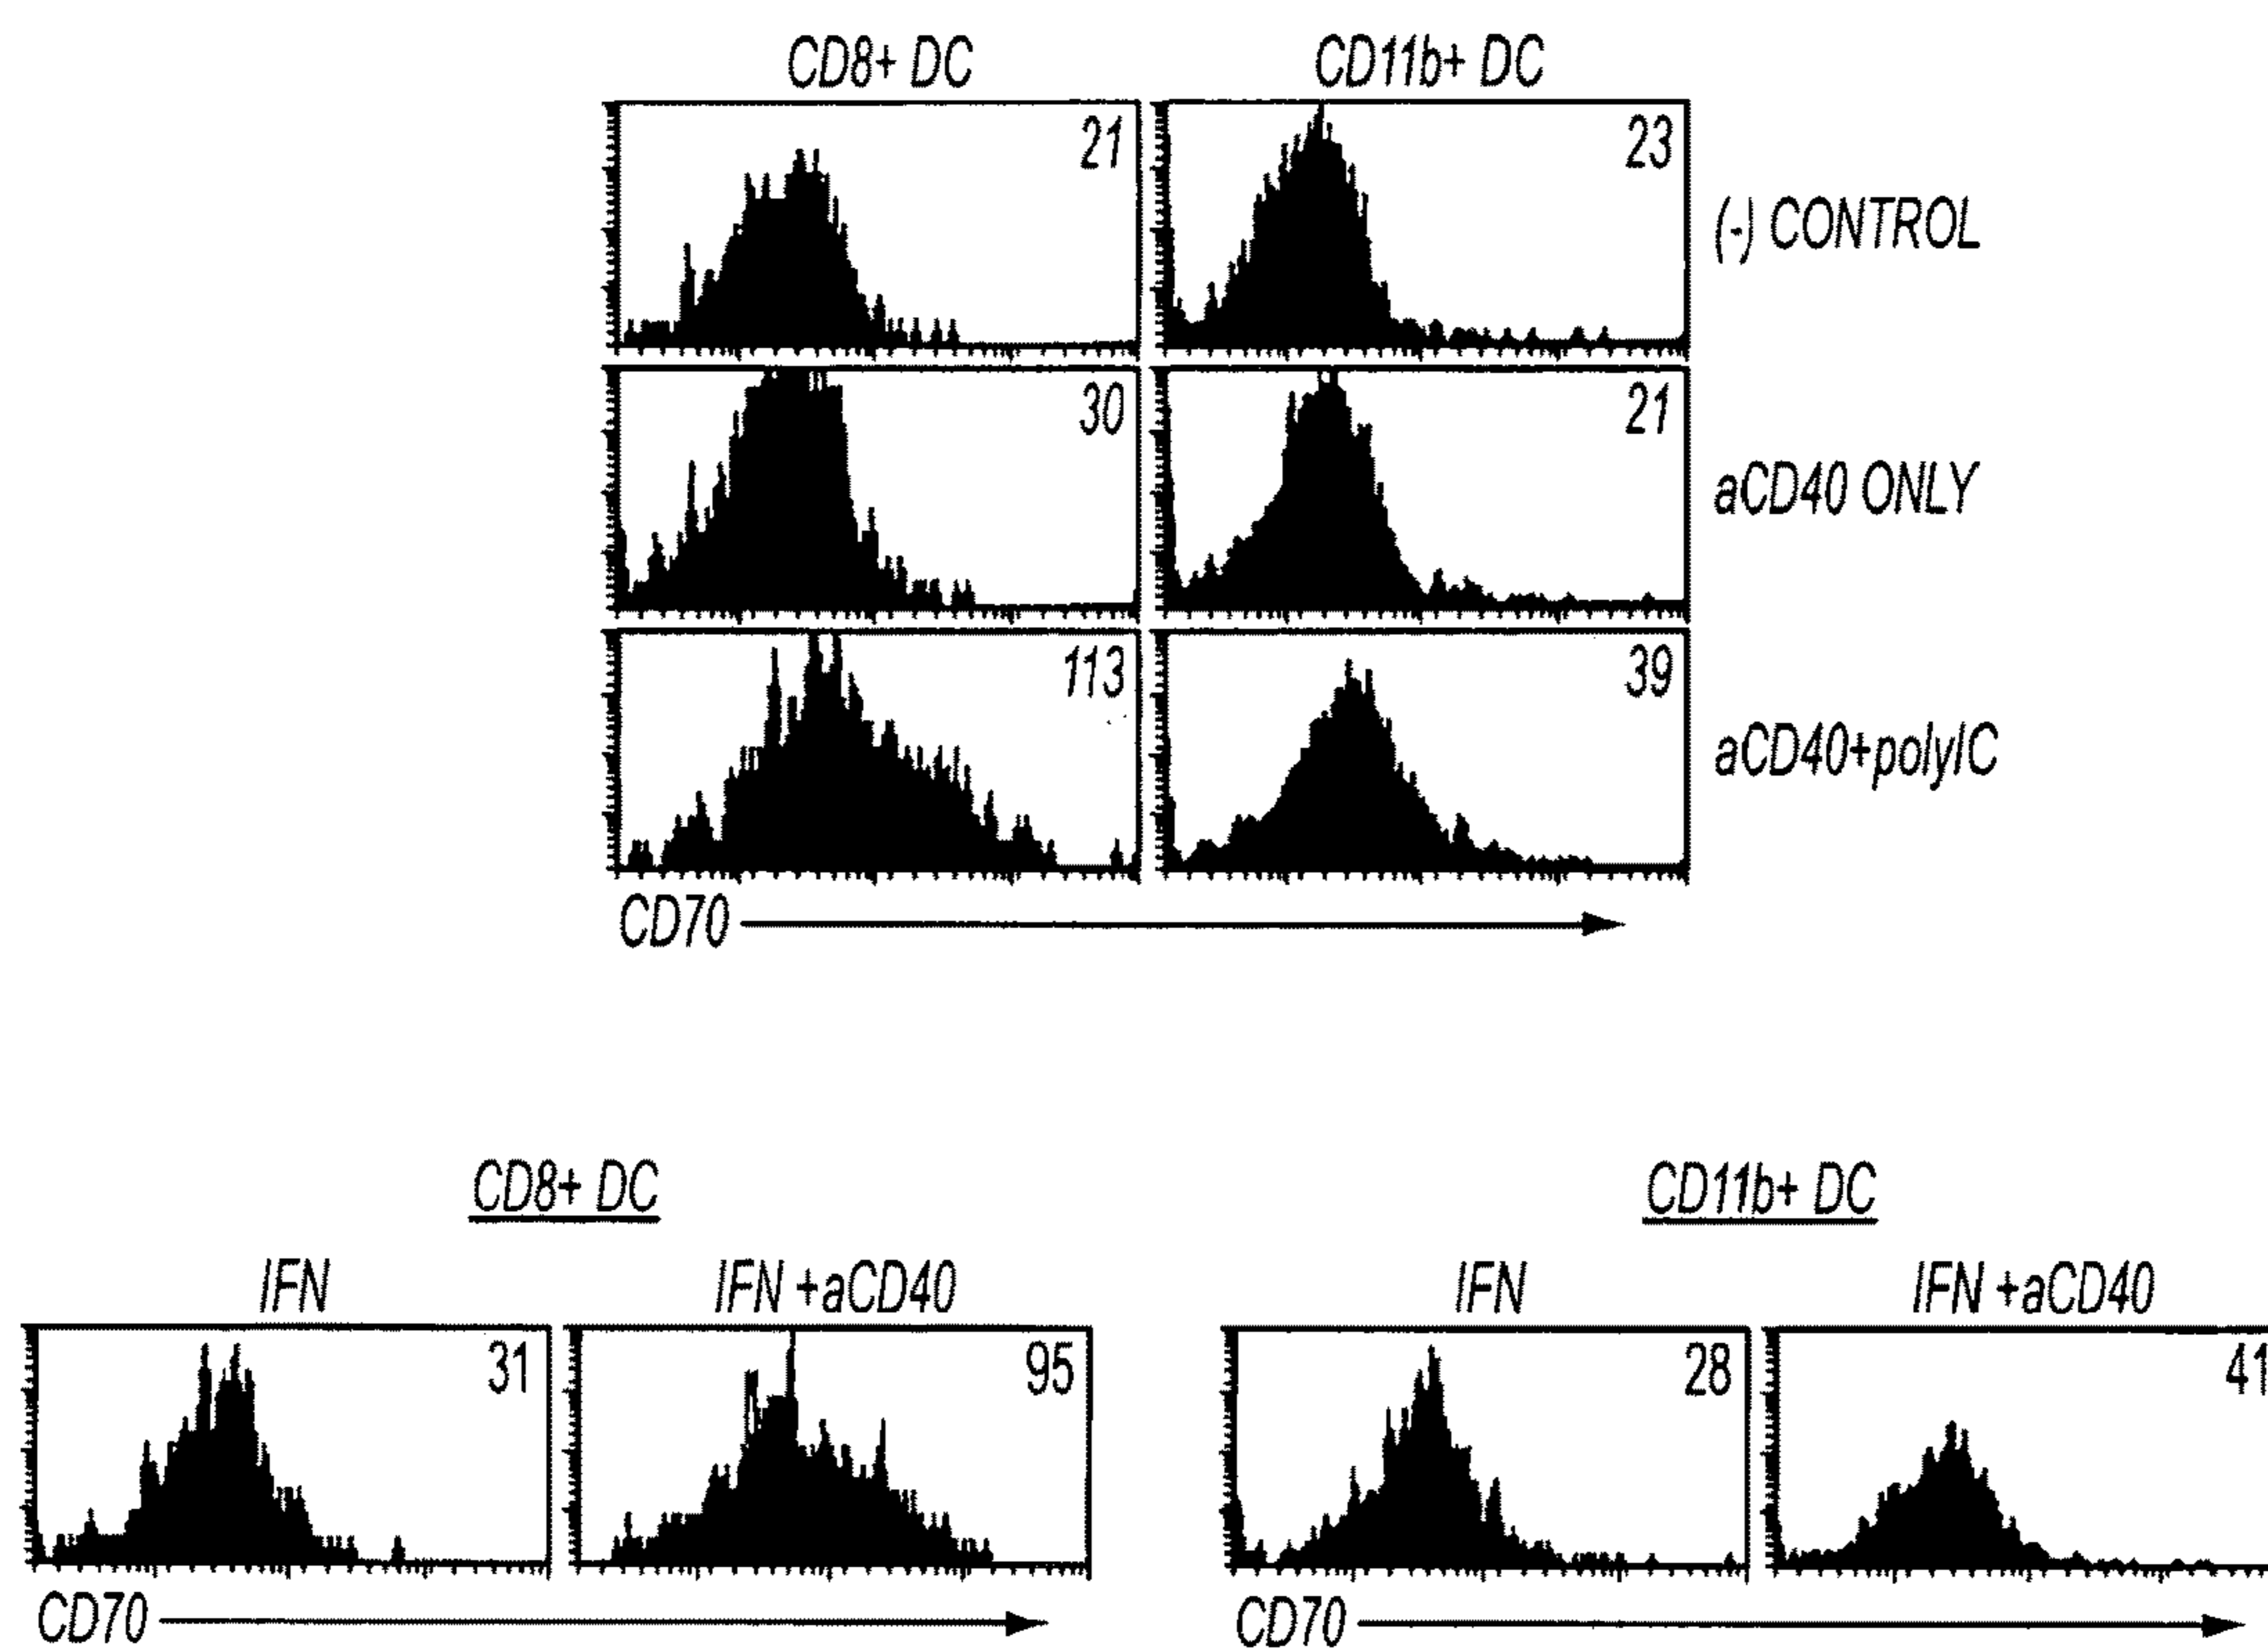 CD8+ DC CD11b+ DC
21 23
(-) CONTROL
30 21
aCD40 ONLY
113 39
aCD40+polyIC
CD70
CD8+ DC CD11b+ DC
IFN IFN +aCD40 IFN IFN +aCD40
31 95 28 41
CD70 CD70